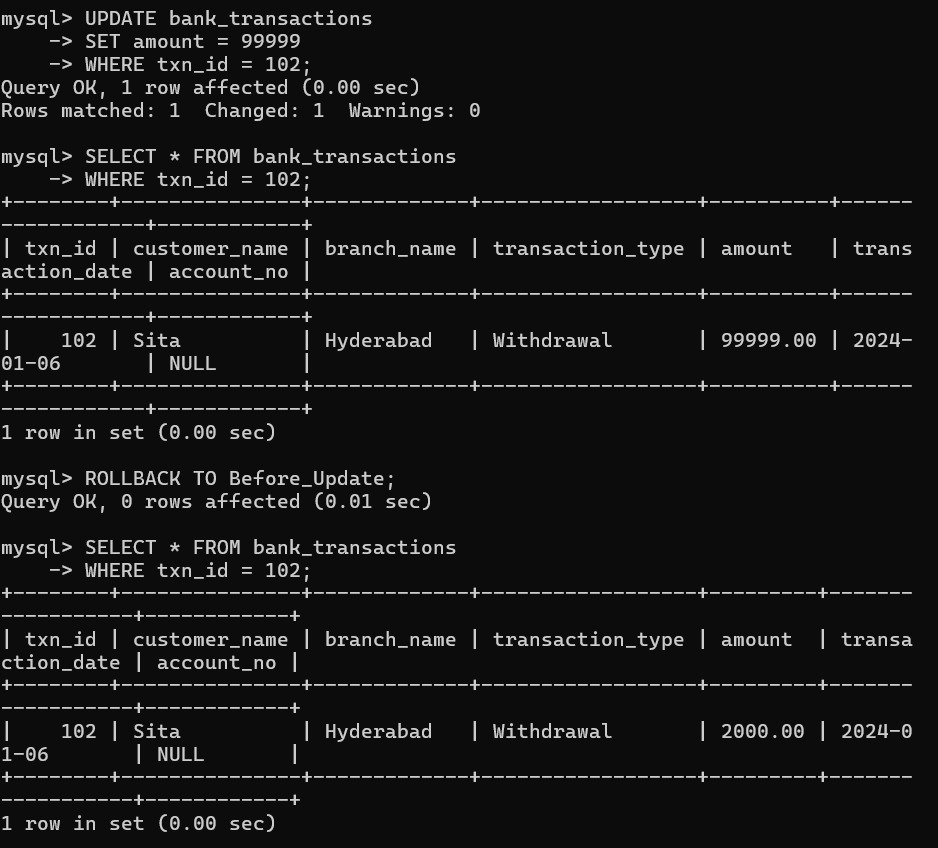 mysql> UPDATE bank_transactions
    -> SET amount = 99999
    -> WHERE txn_id = 102;
Query OK, 1 row affected (0.00 sec)
Rows matched: 1  Changed: 1  Warnings: 0

mysql> SELECT * FROM bank_transactions
    -> WHERE txn_id = 102;
+--------+---------------+-------------+------------------+----------+------
------------+------------+
| txn_id | customer_name | branch_name | transaction_type | amount   | trans
action_date | account_no |
+--------+---------------+-------------+------------------+----------+------
------------+------------+
|    102 | Sita          | Hyderabad   | Withdrawal       | 99999.00 | 2024-
01-06       | NULL       |
+--------+---------------+-------------+------------------+----------+------
------------+------------+
1 row in set (0.00 sec)

mysql> ROLLBACK TO Before_Update;
Query OK, 0 rows affected (0.01 sec)

mysql> SELECT * FROM bank_transactions
    -> WHERE txn_id = 102;
+--------+---------------+-------------+------------------+---------+-------
-----------+------------+
| txn_id | customer_name | branch_name | transaction_type | amount  | transa
ction_date | account_no |
+--------+---------------+-------------+------------------+---------+-------
-----------+------------+
|    102 | Sita          | Hyderabad   | Withdrawal       | 2000.00 | 2024-0
1-06       | NULL       |
+--------+---------------+-------------+------------------+---------+-------
-----------+------------+
1 row in set (0.00 sec)